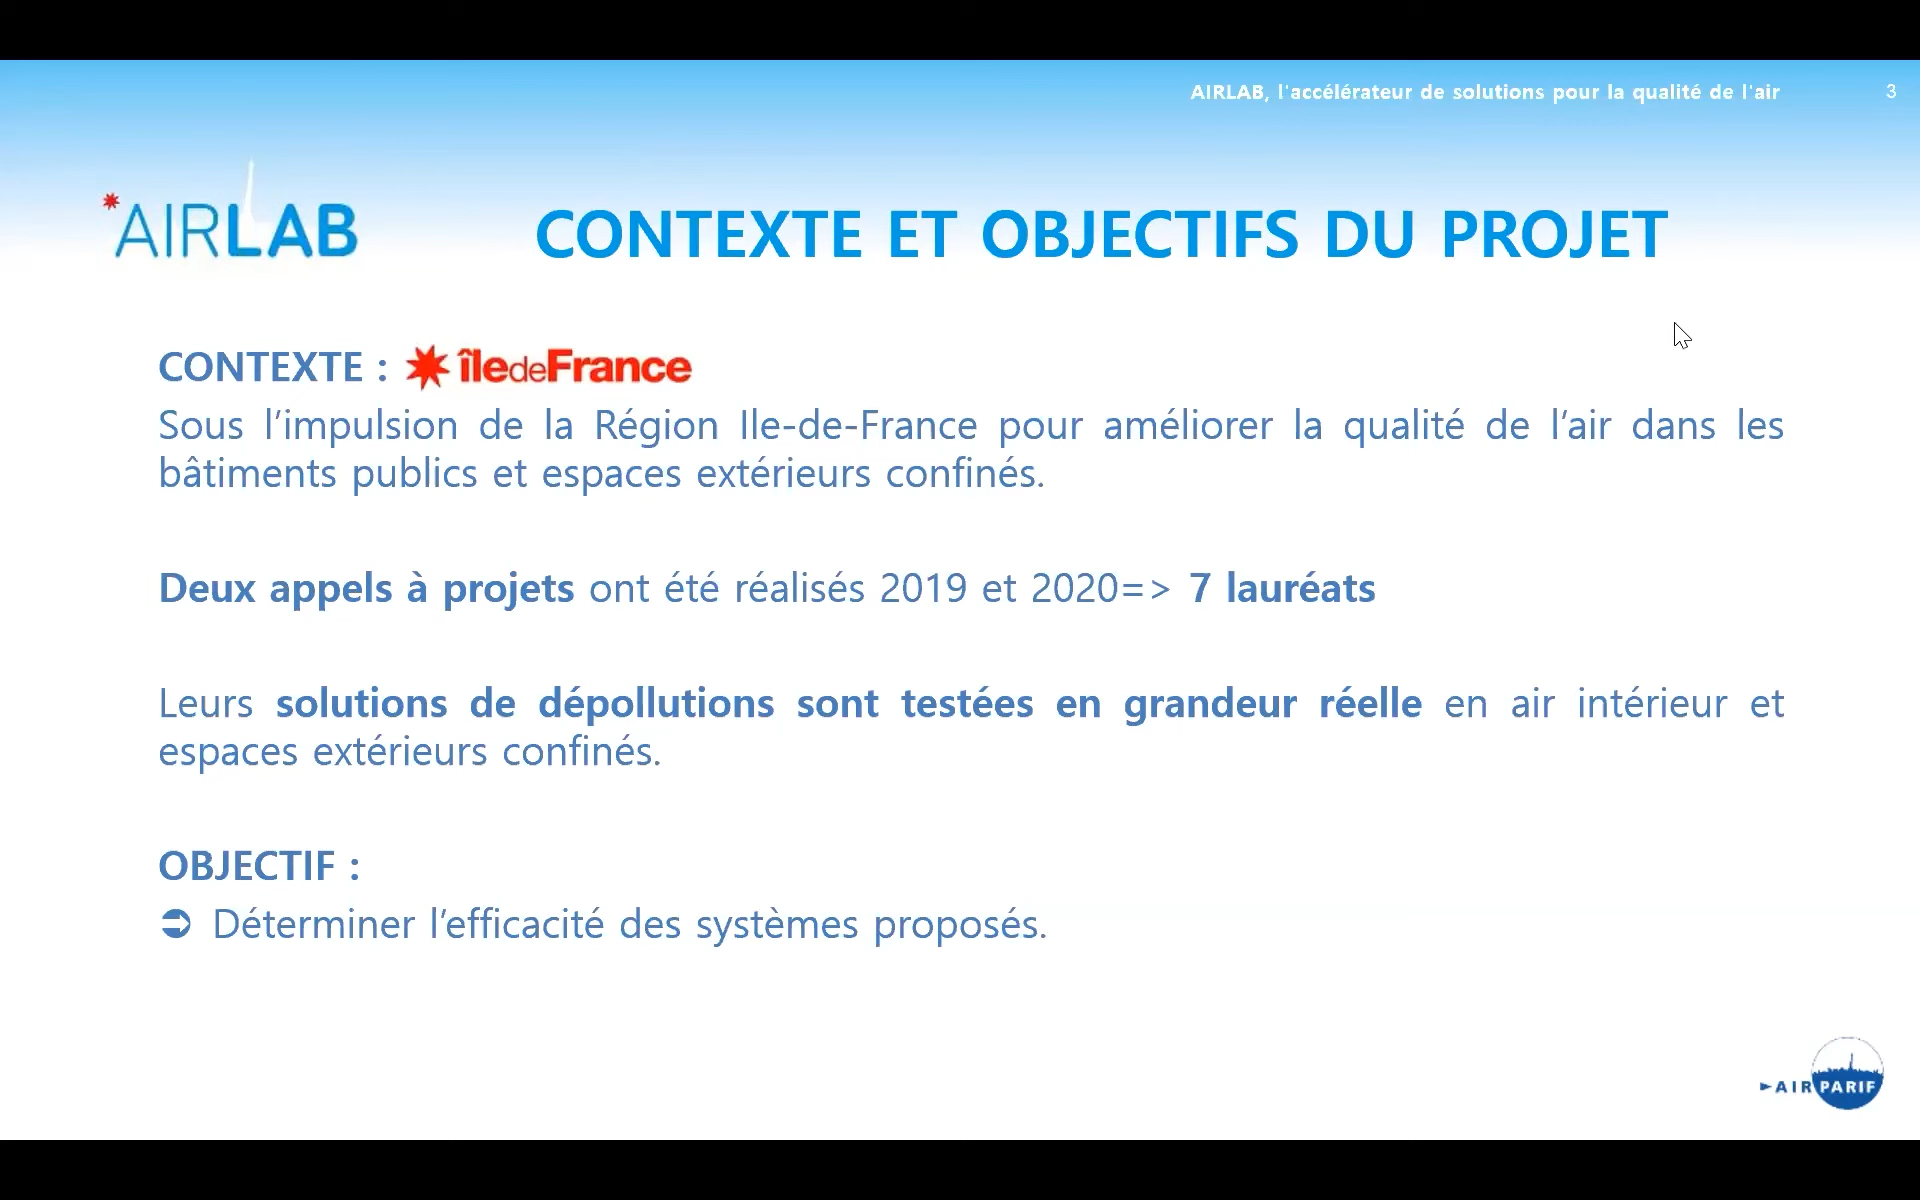 AIRLAB, l'accélérateur de solutions pour la qualité de l'air
3
*AIRLAB
CONTEXTE ET OBJECTIFS DU PROJET
CONTEXTE : îledeFrance
Sous l’impulsion de la Région Ile-de-France pour améliorer la qualité de l’air dans les
bâtiments publics et espaces extérieurs confinés.
Deux appels à projets ont été réalisés 2019 et 2020=> 7 lauréats
Leurs solutions de dépollutions sont testées en grandeur réelle en air intérieur et
espaces extérieurs confinés.
OBJECTIF :
➲ Déterminer l’efficacité des systèmes proposés.
AIRPARIF